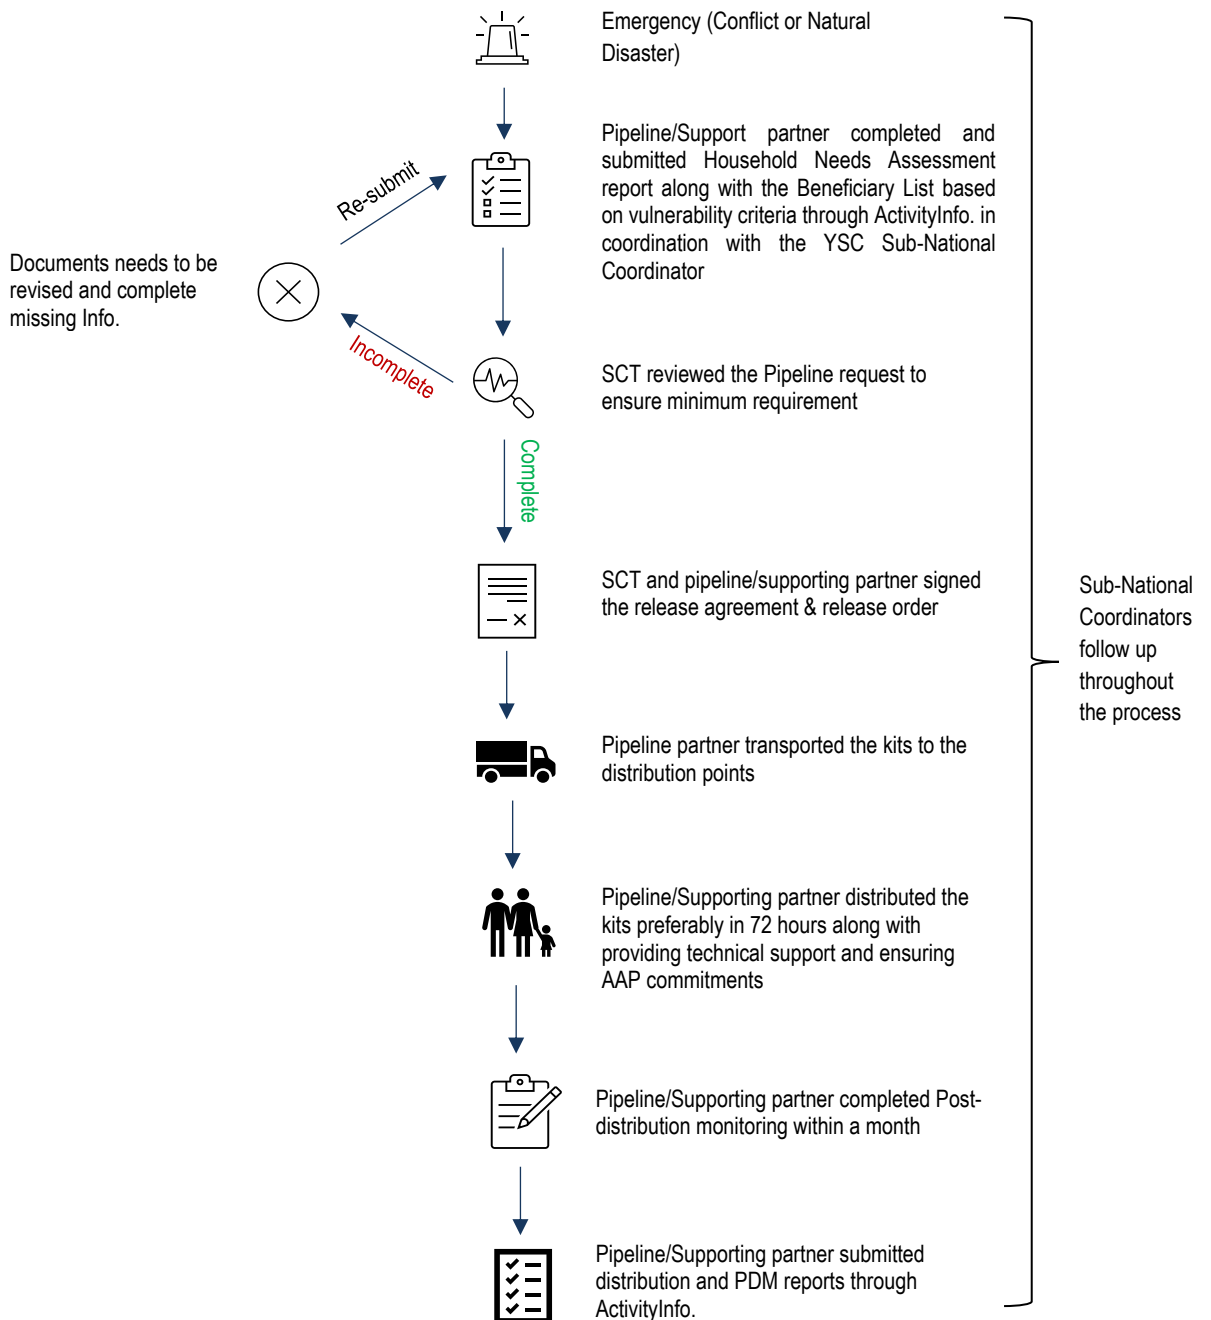 Emergency (Conflict or Natural
Disaster)
Pipeline/Support partner completed and
submitted Household Needs Assessment
report along with the Beneficiary List based
on vulnerability criteria through ActivityInfo. in
coordination with the YSC Sub-National
Coordinator
Re-submit
Documents needs to be
revised and complete
missing Info.
Incomplete
SCT reviewed the Pipeline request to
ensure minimum requirement
Complete
SCT and pipeline/supporting partner signed
the release agreement & release order
Sub-National
Coordinators
follow up
throughout
the process
Pipeline partner transported the kits to the
distribution points
Pipeline/Supporting partner distributed the
kits preferably in 72 hours along with
providing technical support and ensuring
AAP commitments
Pipeline/Supporting partner completed Post-
distribution monitoring within a month
Pipeline/Supporting partner submitted
distribution and PDM reports through
ActivityInfo.